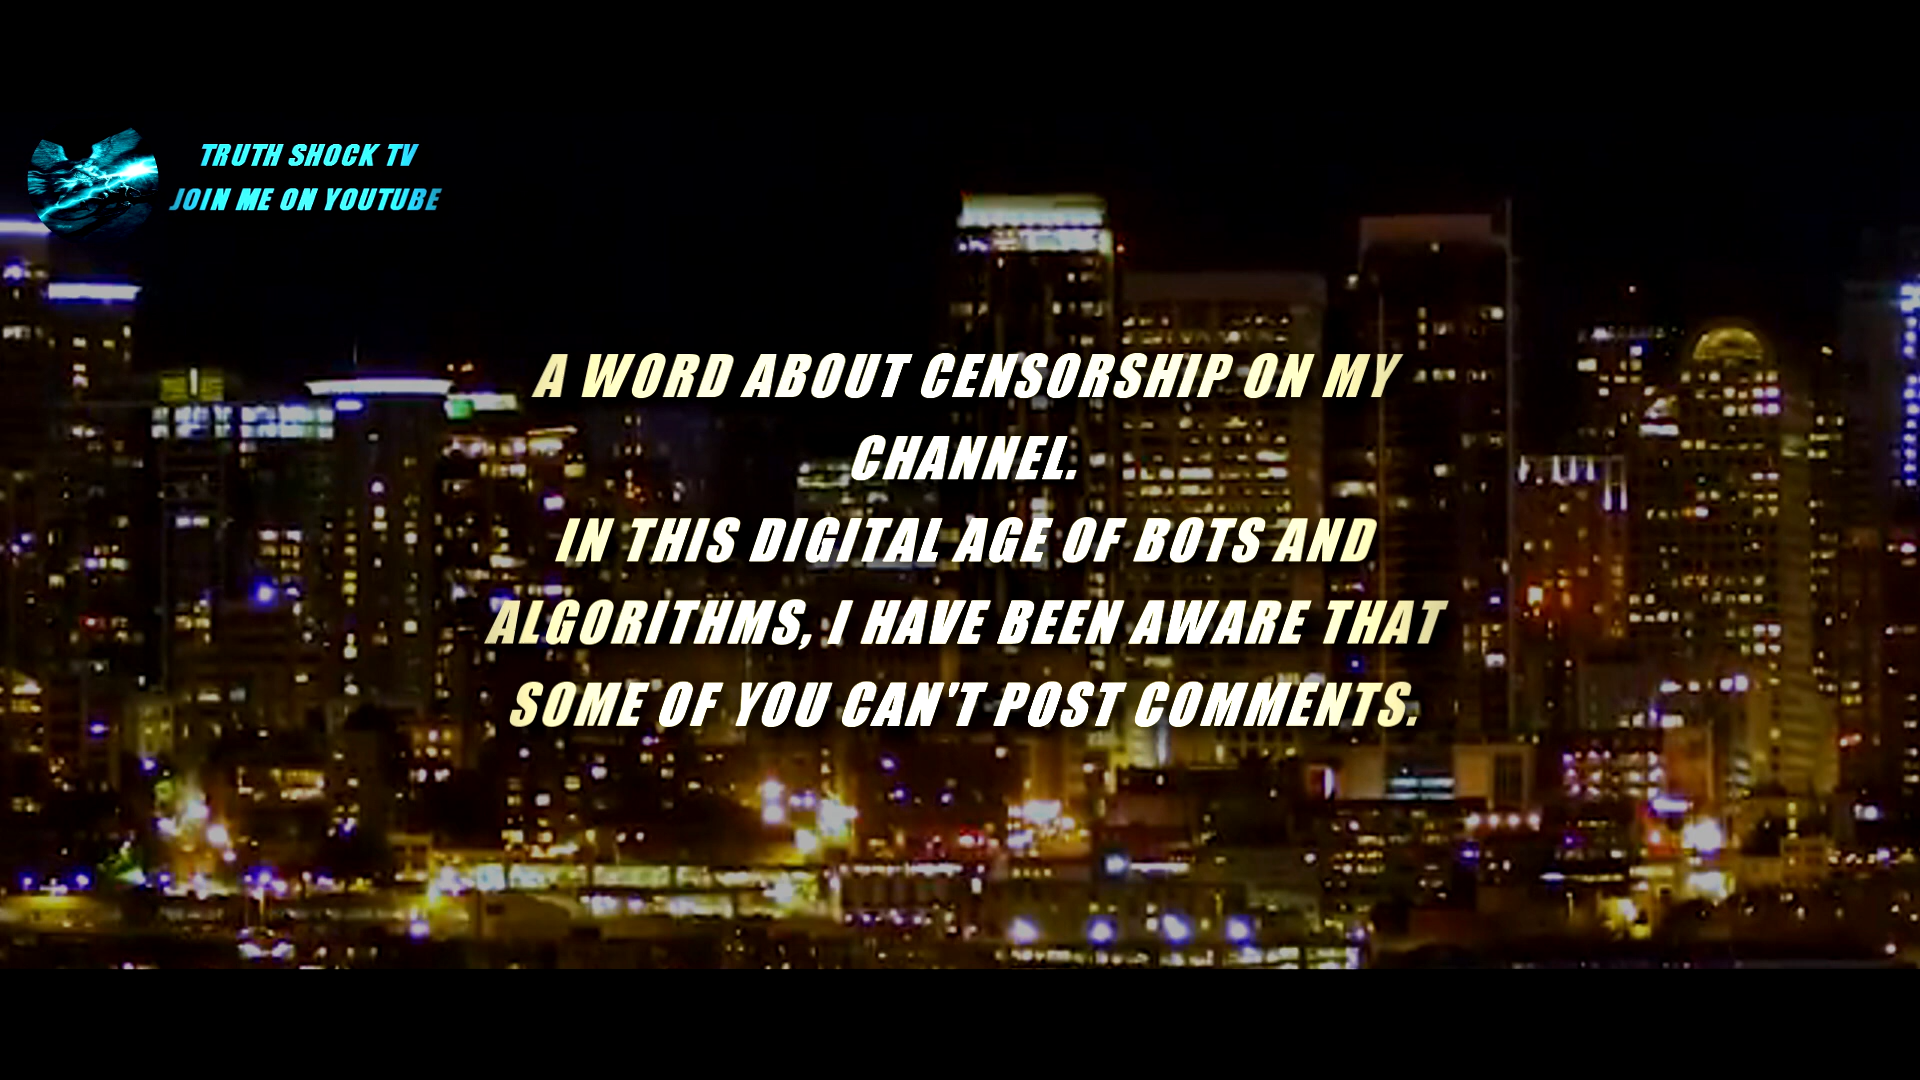 TRUTH SHOCK TV
JOIN ME ON YOUTUBE
A WORD ABOUT CENSORSHIP ON MY
CHANNEL.
IN THIS DIGITAL AGE OF BOTS AND
ALGORITHMS, I HAVE BEEN AWARE THAT
SOME OF YOU CAN'T POST COMMENTS.